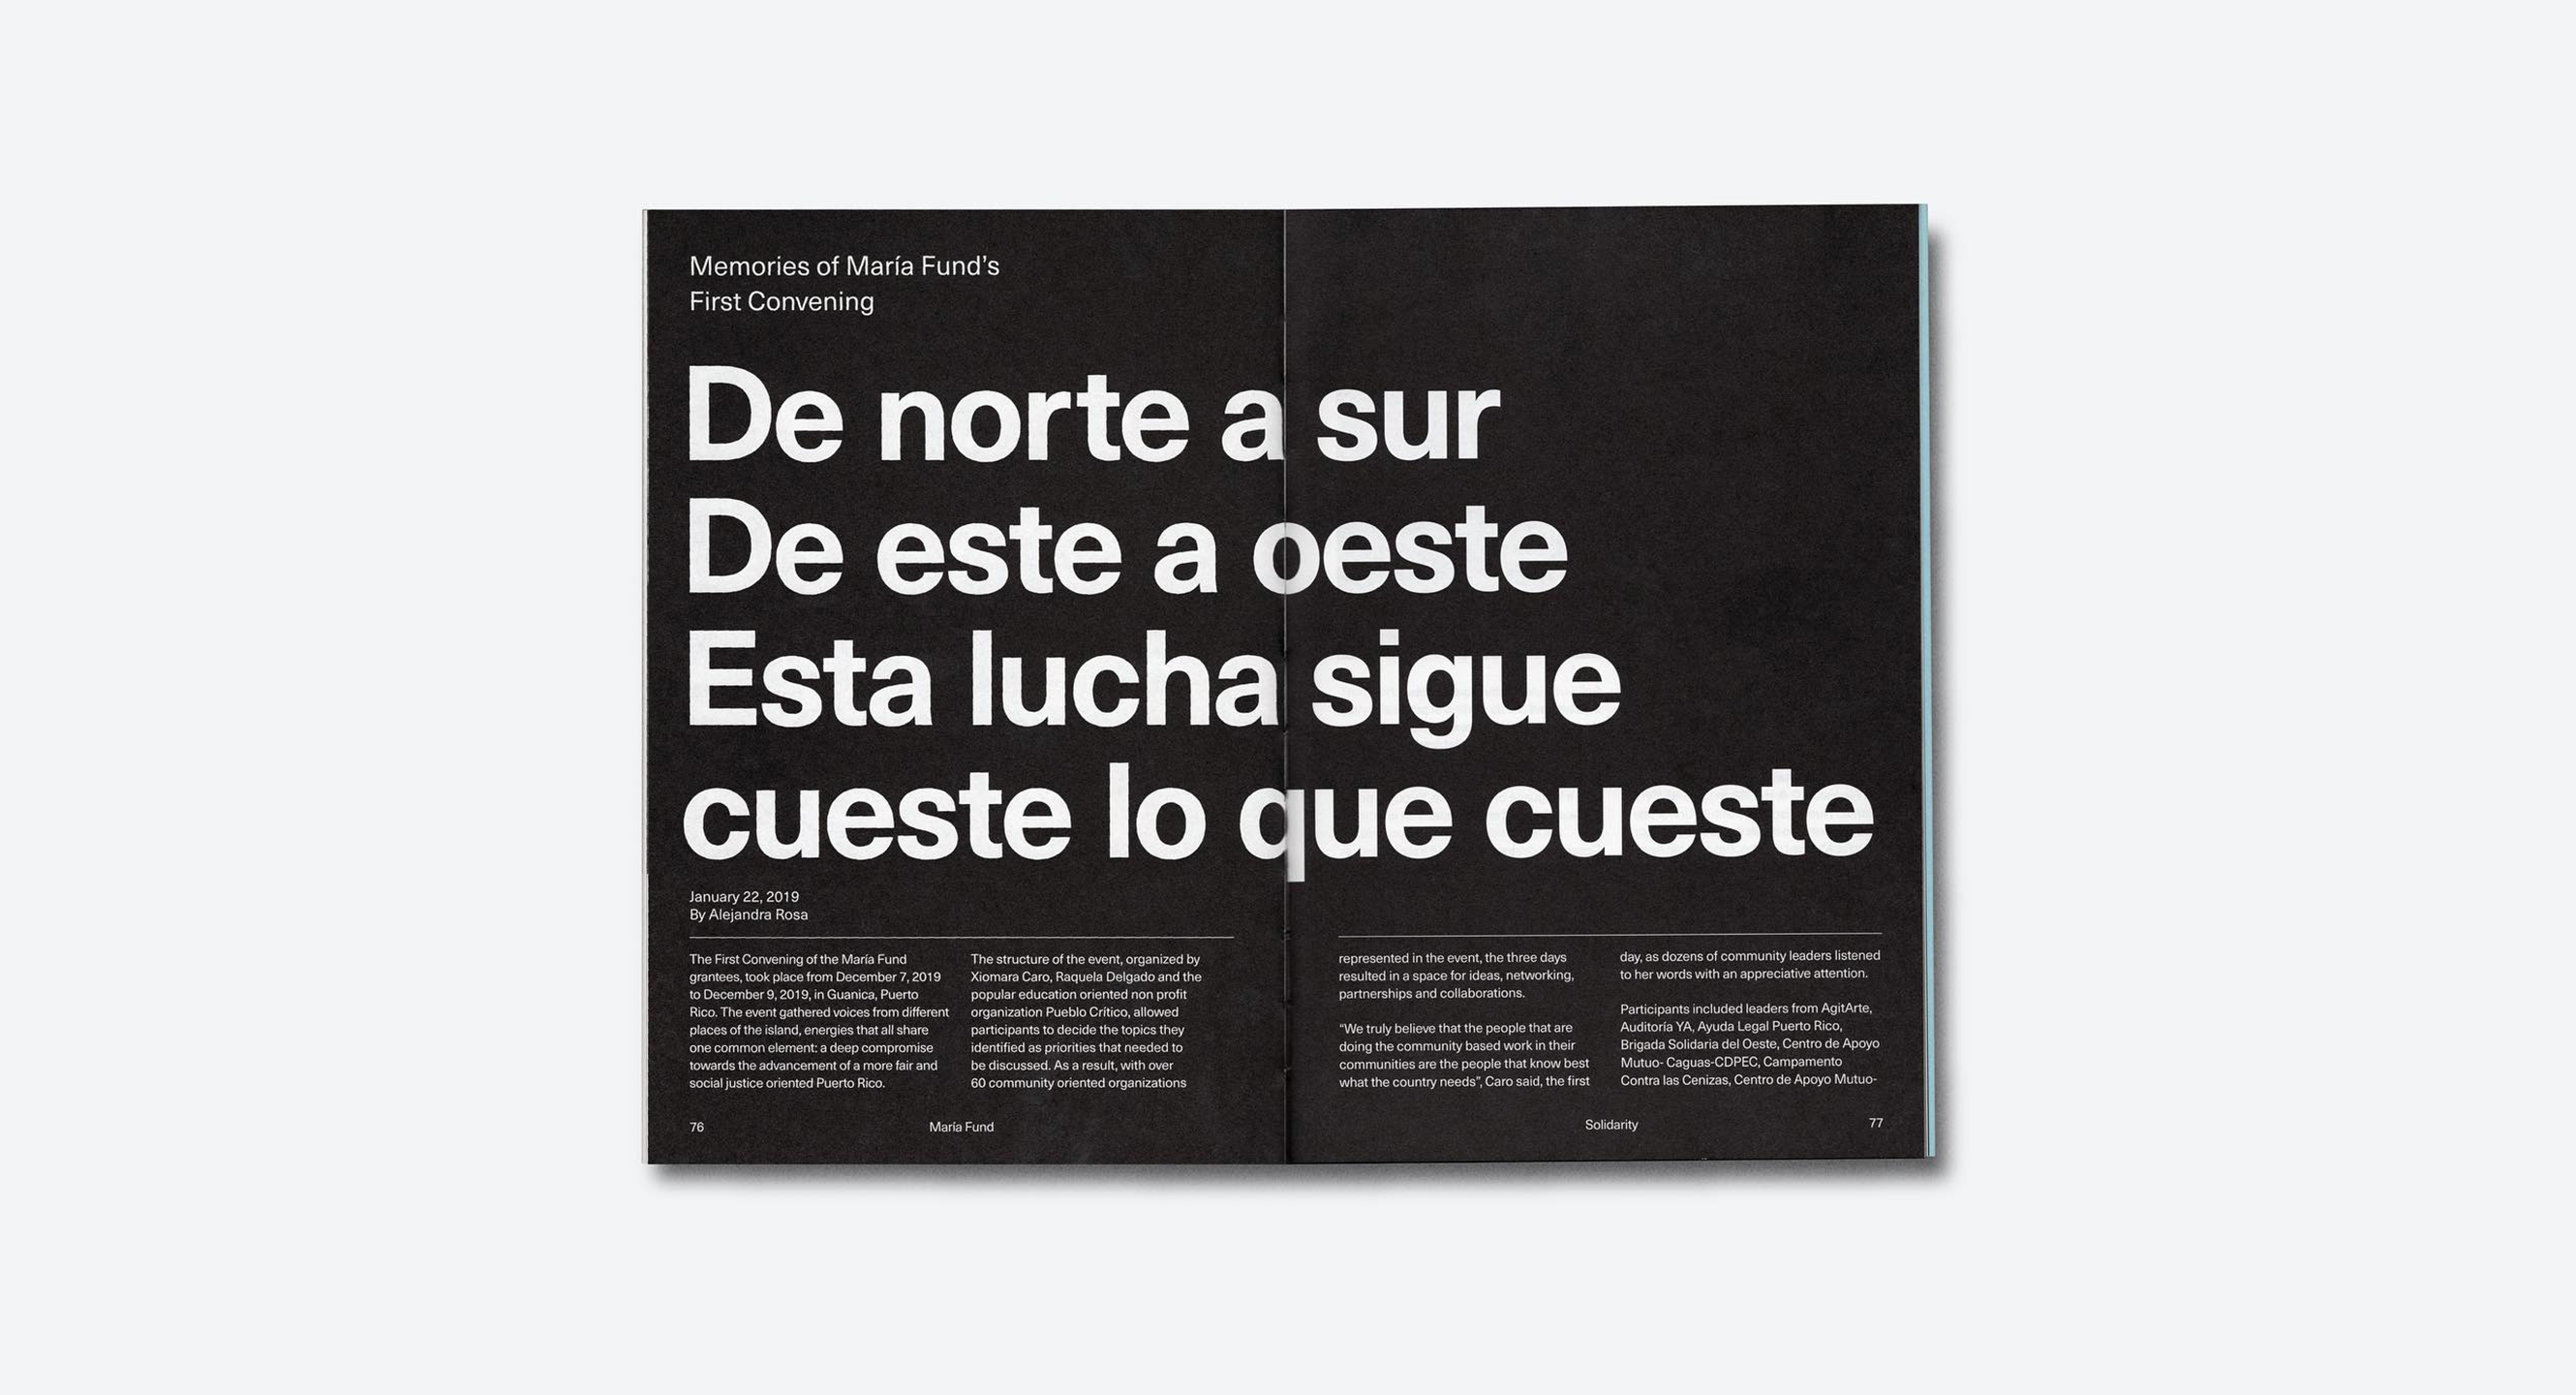 Memories of María Fund’s
First Convening
De norte a sur
De este a oeste
Esta lucha sigue
cueste lo que cueste
January 22, 2019
By Alejandra Rosa
The First Convening of the María Fund
grantees, took place from December 7, 2019
to December 9, 2019, in Guanica, Puerto
Rico. The event gathered voices from different
places of the island, energies that all share
one common element: a deep compromise
towards the advancement of a more fair and
social justice oriented Puerto Rico.
The structure of the event, organized by
Xiomara Caro, Raquela Delgado and the
popular education oriented non profit
organization Pueblo Crítico, allowed
participants to decide the topics they
identified as priorities that needed to
be discussed. As a result, with over
60 community oriented organizations
represented in the event, the three days
resulted in a space for ideas, networking,
partnerships and collaborations.
“We truly believe that the people that are
doing the community based work in their
communities are the people that know best
what the country needs”, Caro said, the first
day, as dozens of community leaders listened
to her words with an appreciative attention.
Participants included leaders from AgitArte,
Auditoría YA, Ayuda Legal Puerto Rico,
Brigada Solidaria del Oeste, Centro de Apoyo
Mutuo- Caguas-CDPEC, Campamento
Contra las Cenizas, Centro de Apoyo Mutuo-
76
María Fund
Solidarity
77